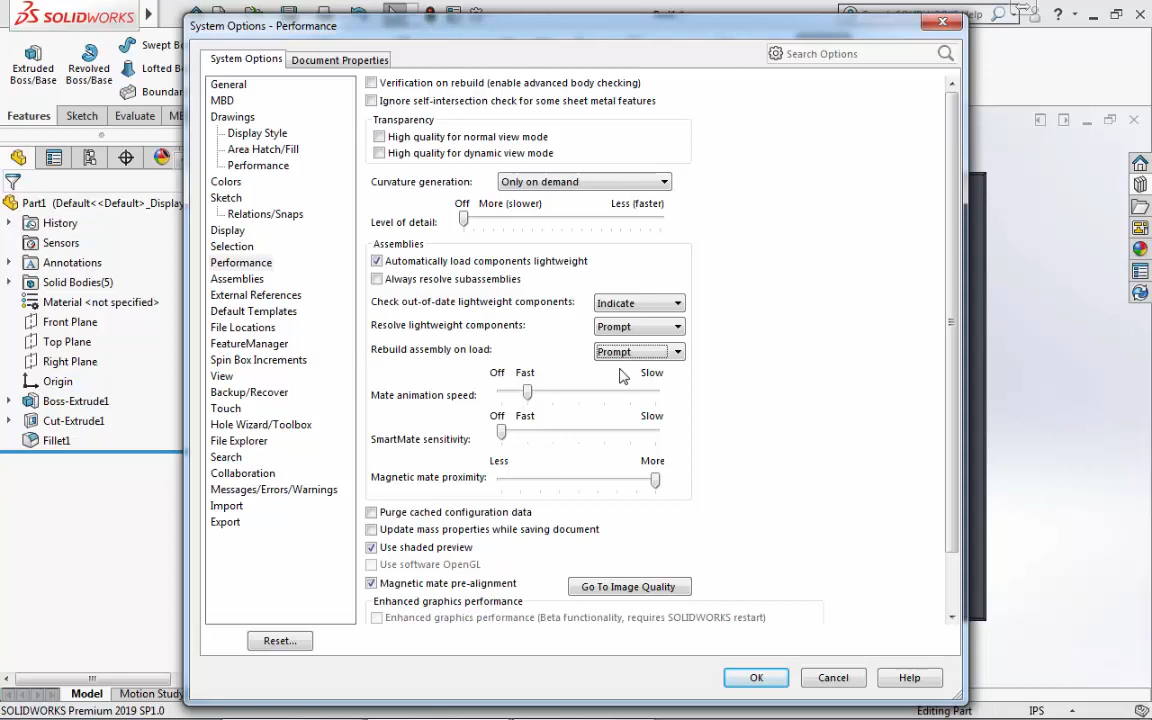 SOLIDWORKS
Help
?
System Options - Performance
System Options
Document Properties
Search Options
Extruded
Boss/Base
Revolved
Boss/Base
Swept
Lofted
Boundar
Features
Sketch
Evaluate
Part1 (Default<<Default>_Display
History
Sensors
Annotations
Solid Bodies(5)
Material <not specified>
Front Plane
Top Plane
Right Plane
Origin
Boss-Extrude1
Cut-Extrude1
Fillet1
General
MBD
Drawings
Display Style
Area Hatch/Fill
Performance
Colors
Sketch
Relations/Snaps
Display
Selection
Performance
Assemblies
External References
Default Templates
File Locations
FeatureManager
Spin Box Increments
View
Backup/Recover
Touch
Hole Wizard/Toolbox
File Explorer
Search
Collaboration
Messages/Errors/Warnings
Import
Export
Reset...
Verification on rebuild (enable advanced body checking)
Ignore self-intersection check for some sheet metal features
Transparency
High quality for normal view mode
High quality for dynamic view mode
Curvature generation: Only on demand
Off More (slower) Less (faster)
Level of detail:
Assemblies
Automatically load components lightweight
Always resolve subassemblies
Check out-of-date lightweight components: Indicate
Resolve lightweight components: Prompt
Rebuild assembly on load: Prompt
Off Fast Slow
Mate animation speed:
Off Fast Slow
SmartMate sensitivity:
Less More
Magnetic mate proximity:
Purge cached configuration data
Update mass properties while saving document
Use shaded preview
Use software OpenGL
Magnetic mate pre-alignment
Go To Image Quality
Enhanced graphics performance
Enhanced graphics performance (Beta functionality, requires SOLIDWORKS restart)
OK
Cancel
Help
Model
Motion Study
SOLIDWORKS Premium 2019 SP1.0
Editing Part
IPS